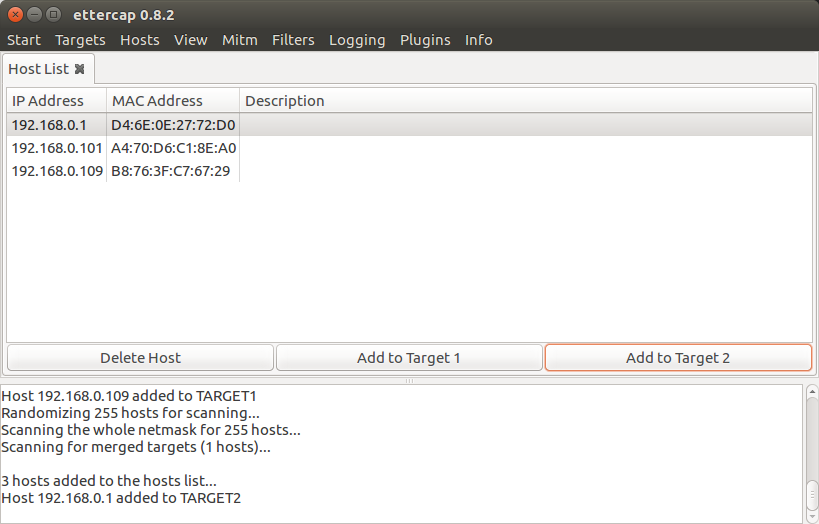 ettercap 0.8.2
Start Targets Hosts View Mitm Filters Logging Plugins Info
Host List
IP Address MAC Address Description
192.168.0.1 D4:6E:0E:27:72:D0
192.168.0.101 A4:70:D6:C1:8E:A0
192.168.0.109 B8:76:3F:C7:67:29
Delete Host Add to Target 1 Add to Target 2
Host 192.168.0.109 added to TARGET1
Randomizing 255 hosts for scanning...
Scanning the whole netmask for 255 hosts...
Scanning for merged targets (1 hosts)...
3 hosts added to the hosts list...
Host 192.168.0.1 added to TARGET2